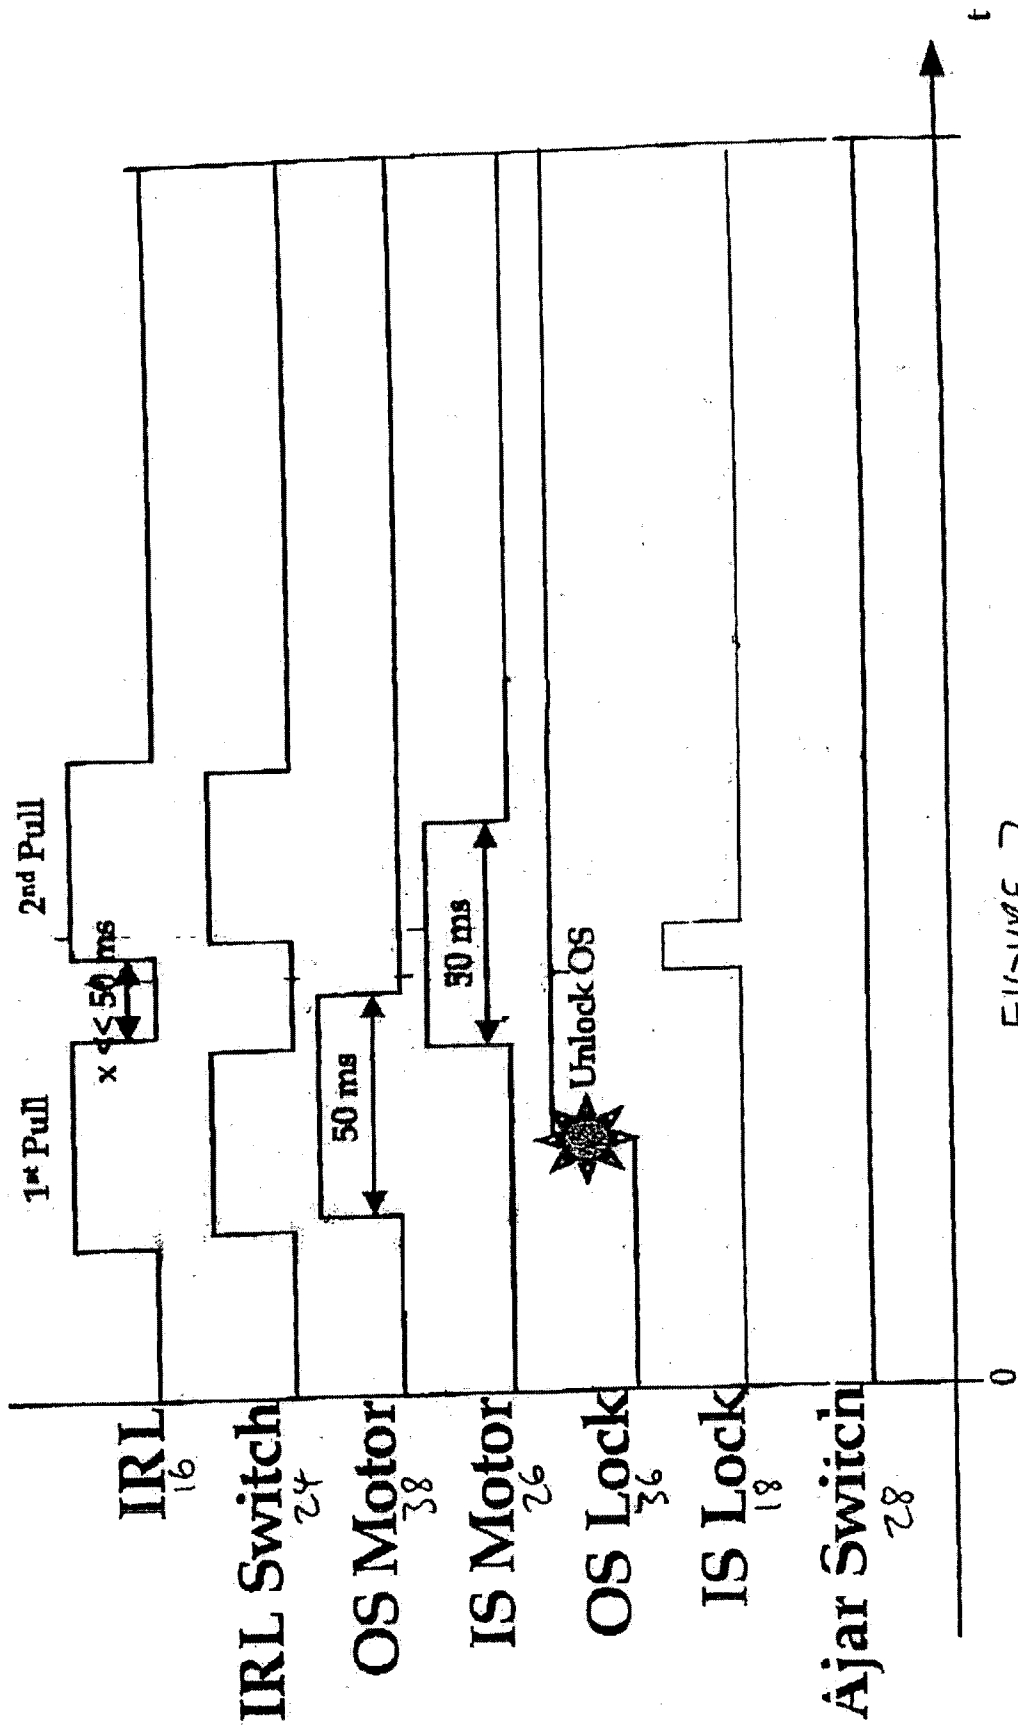 1st Pull
2nd Pull
x << 50 ms
IRL
16
IRL Switch
24
50 ms
OS Motor
38
50 ms
IS Motor
26
Unlock OS
OS Lock
36
IS Lock
18
Ajar Switch
28
0
t